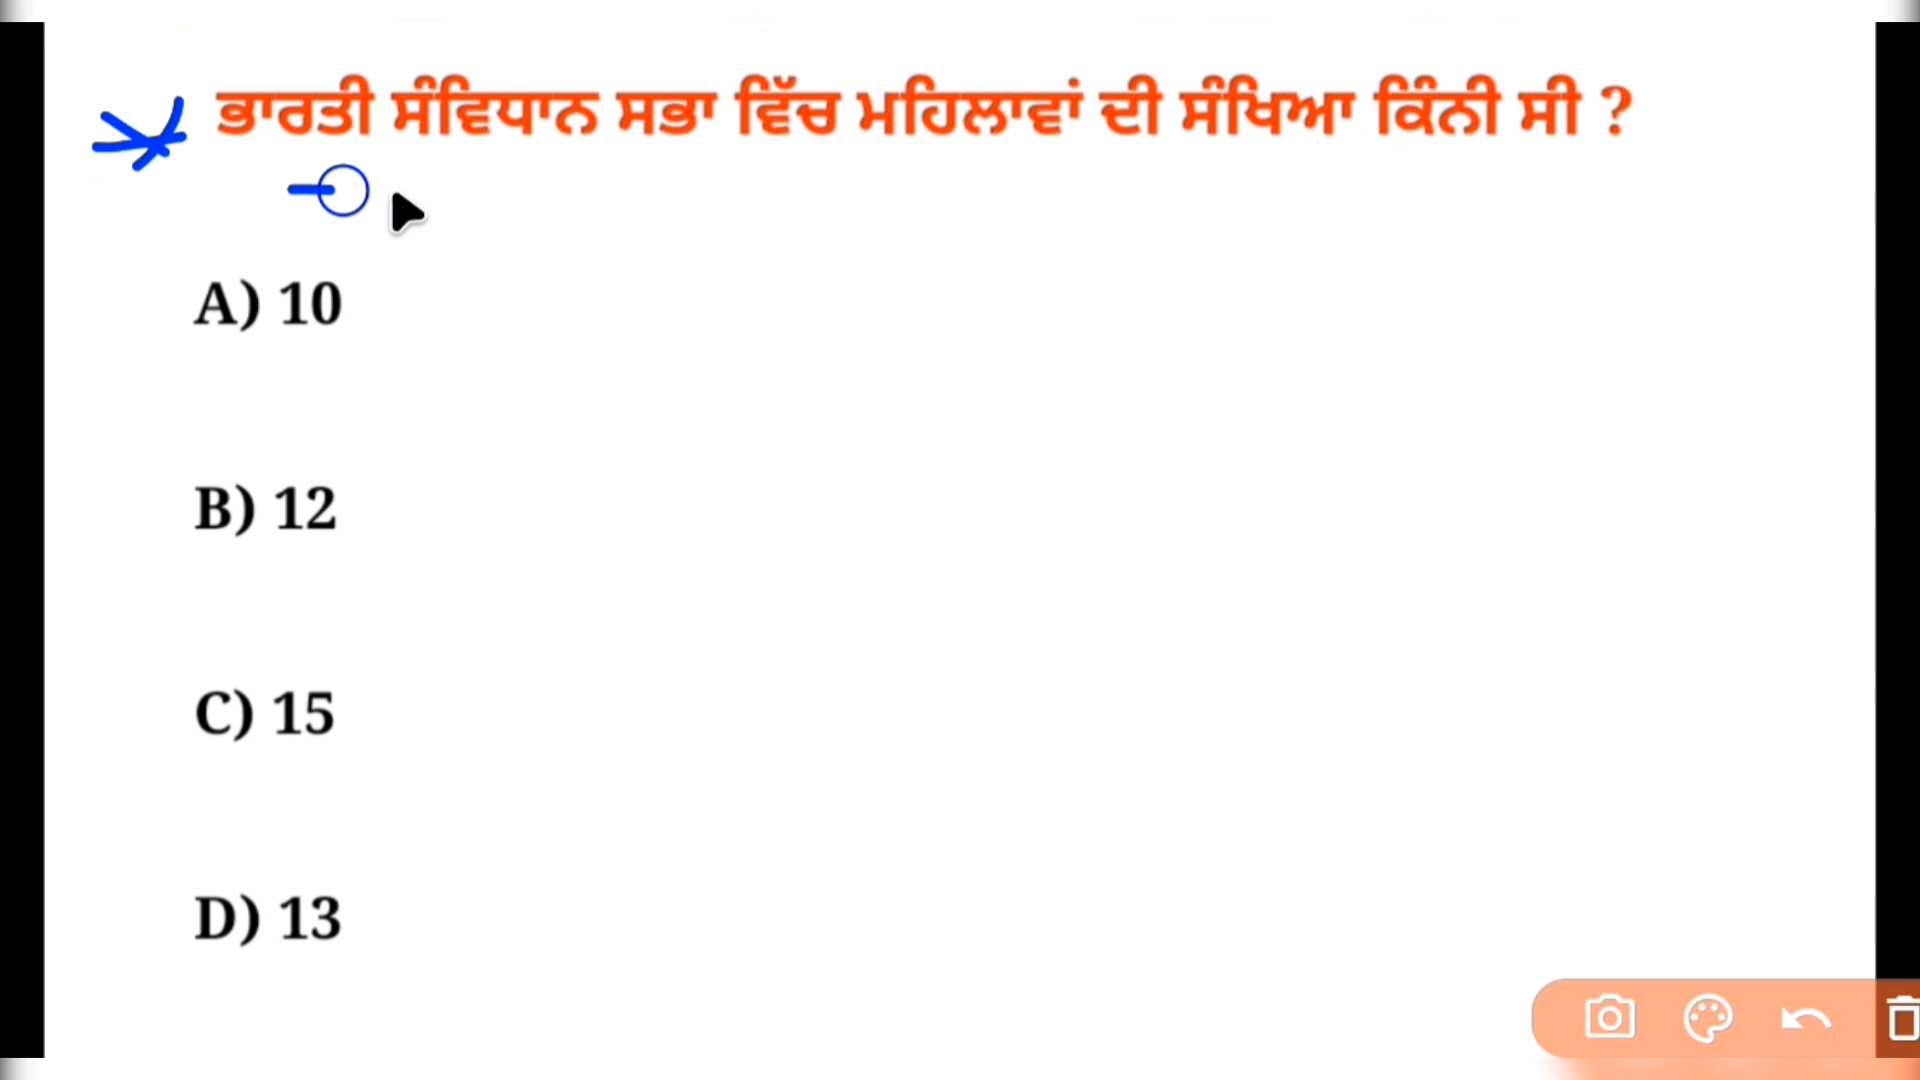 ਭਾਰਤੀ ਸੰਵਿਧਾਨ ਸਭਾ ਵਿੱਚ ਮਹਿਲਾਵਾਂ ਦੀ ਸੰਖਿਆ ਕਿੰਨੀ ਸੀ ?
A) 10
B) 12
C) 15
D) 13